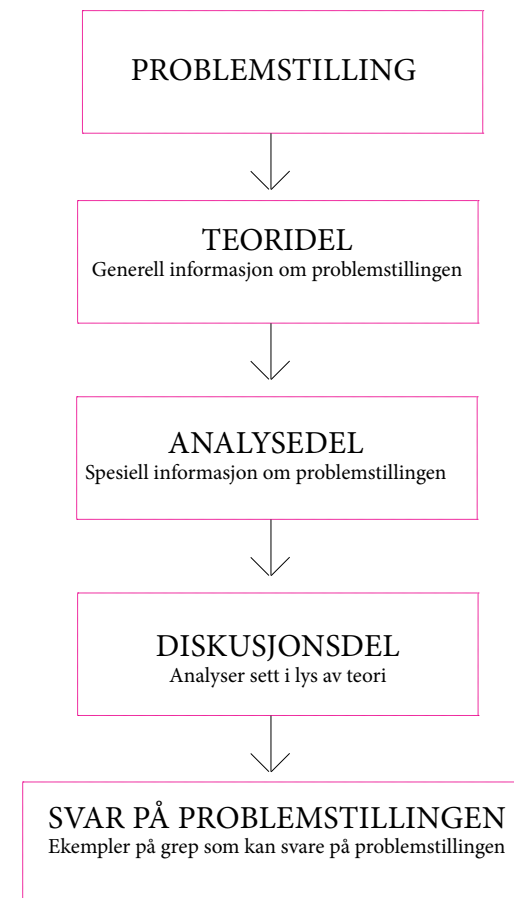 PROBLEMSTILLING
TEORIDEL
Generell informasjon om problemstillingen
ANALYSEDEL
Spesiell informasjon om problemstillingen
DISKUSJONSDEL
Analyser sett i lys av teori
SVAR PÅ PROBLEMSTILLINGEN
Ekempler på grep som kan svare på problemstillingen